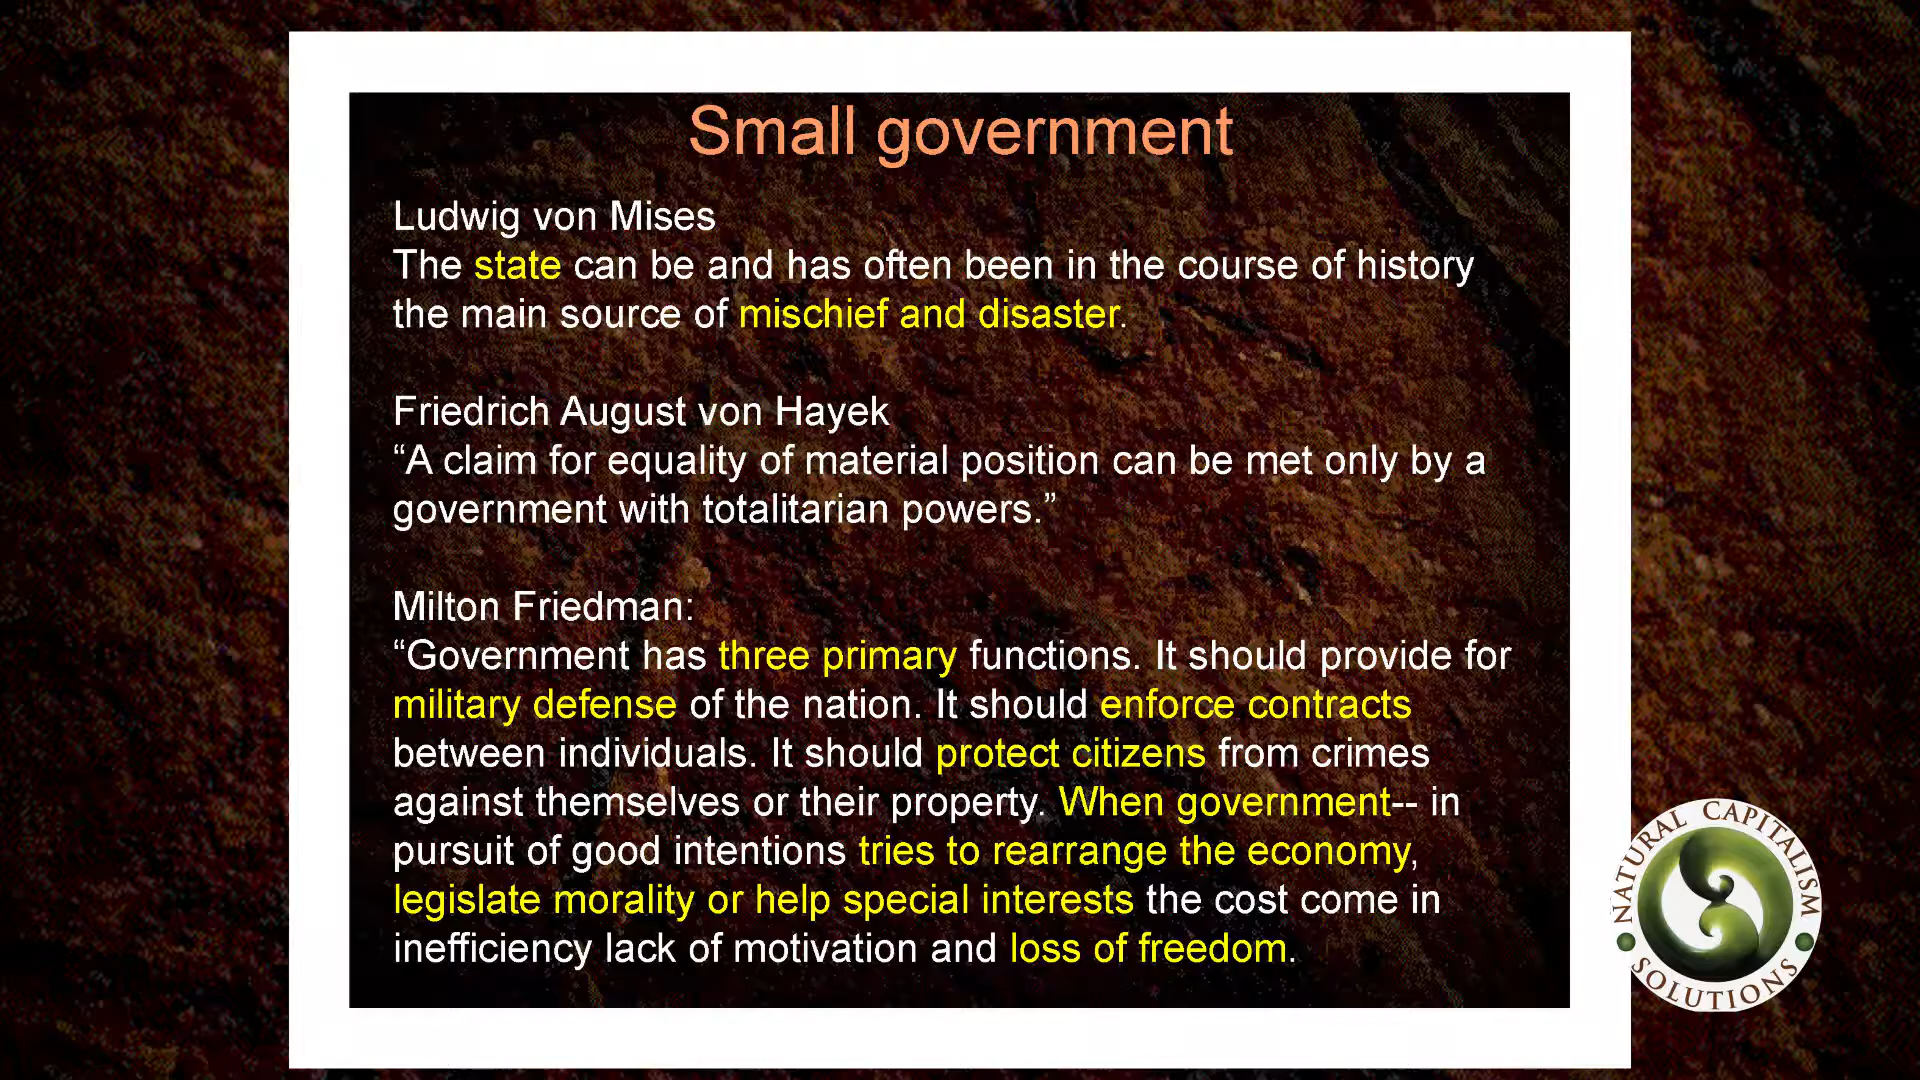 Small government
Ludwig von Mises
The state can be and has often been in the course of history
the main source of mischief and disaster.
Friedrich August von Hayek
“A claim for equality of material position can be met only by a
government with totalitarian powers.”
Milton Friedman:
“Government has three primary functions. It should provide for
military defense of the nation. It should enforce contracts
between individuals. It should protect citizens from crimes
against themselves or their property. When government-- in
pursuit of good intentions tries to rearrange the economy,
legislate morality or help special interests the cost come in
inefficiency lack of motivation and loss of freedom.
NATURAL CAPITALISM
SOLUTIONS